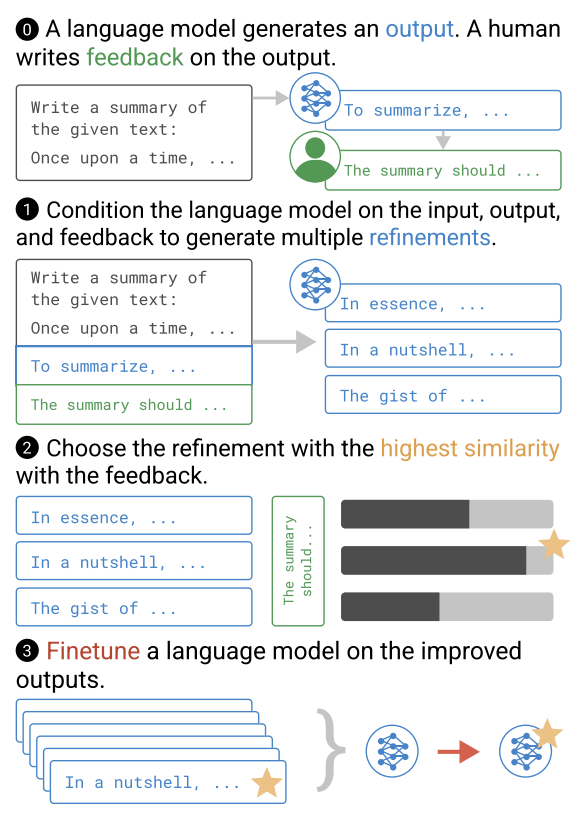 0 A language model generates an output. A human
writes feedback on the output.
Write a summary of
the given text:
Once upon a time, ...
To summarize, ...
The summary should ...
1 Condition the language model on the input, output,
and feedback to generate multiple refinements.
Write a summary of
the given text:
Once upon a time, ...
To summarize, ...
The summary should ...
In essence, ...
In a nutshell, ...
The gist of ...
2 Choose the refinement with the highest similarity
with the feedback.
In essence, ...
In a nutshell, ...
The gist of ...
The summary
should...
3 Finetune a language model on the improved
outputs.
In a nutshell, ...